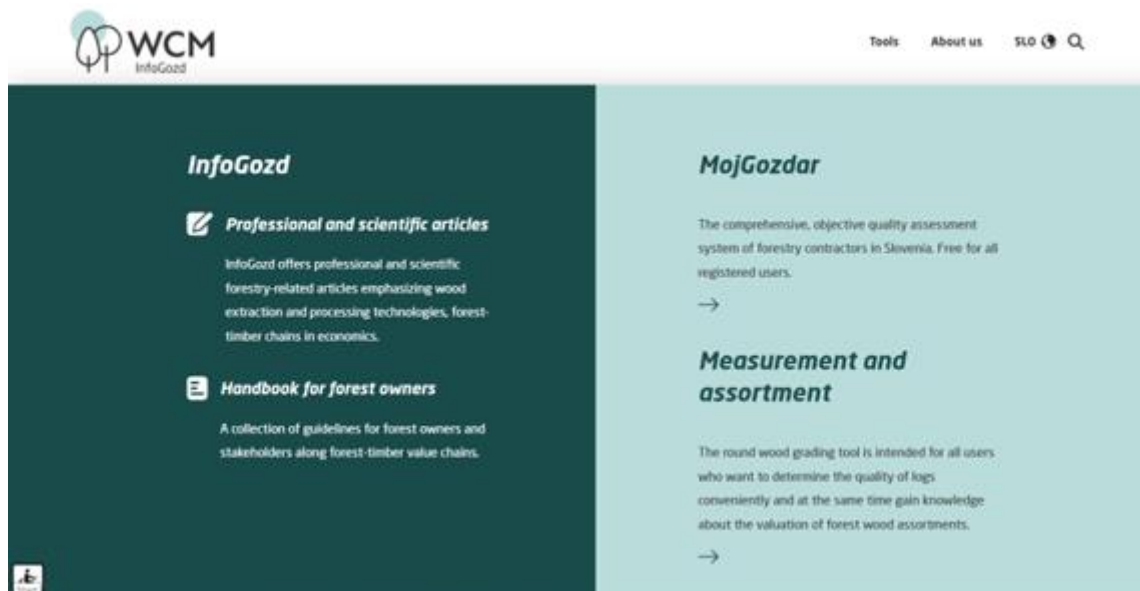 WCM
InfoGozd
Tools
About us
SLO
InfoGozd
Professional and scientific articles
InfoGozd offers professional and scientific
forestry-related articles emphasizing wood
extraction and processing technologies, forest-
timber chains in economics.
Handbook for forest owners
A collection of guidelines for forest owners and
stakeholders along forest-timber value chains.
MojGozdar
The comprehensive, objective quality assessment
system of forestry contractors in Slovenia. Free for all
registered users.
Measurement and
assortment
The round wood grading tool is intended for all users
who want to determine the quality of logs
conveniently and at the same time gain knowledge
about the valuation of forest wood assortments.